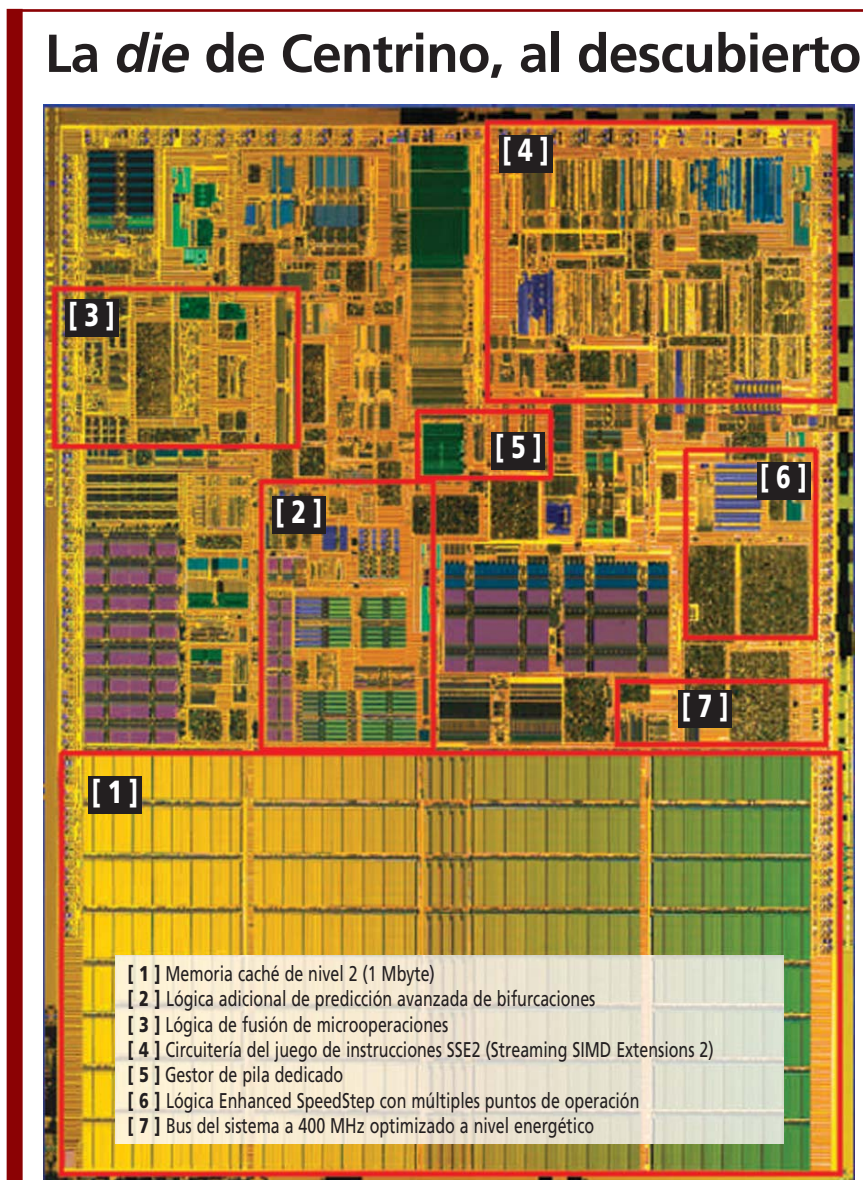 La die de Centrino, al descubierto
[ 4 ]
[ 3 ]
[ 5 ]
[ 6 ]
[ 2 ]
[ 7 ]
[ 1 ]
[ 1 ] Memoria caché de nivel 2 (1 Mbyte)
[ 2 ] Lógica adicional de predicción avanzada de bifurcaciones
[ 3 ] Lógica de fusión de microoperaciones
[ 4 ] Circuitería del juego de instrucciones SSE2 (Streaming SIMD Extensions 2)
[ 5 ] Gestor de pila dedicado
[ 6 ] Lógica Enhanced SpeedStep con múltiples puntos de operación
[ 7 ] Bus del sistema a 400 MHz optimizado a nivel energético